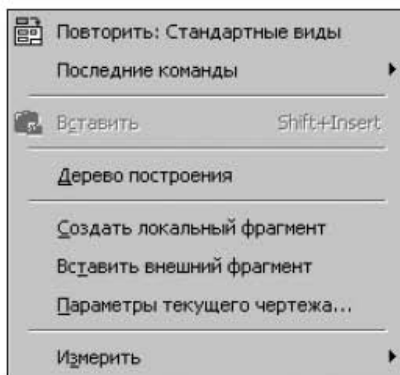 Повторить: Стандартные виды
Последние команды
Вставить Shift+Insert
Дерево построения
Создать локальный фрагмент
Вставить внешний фрагмент
Параметры текущего чертежа...
Измерить